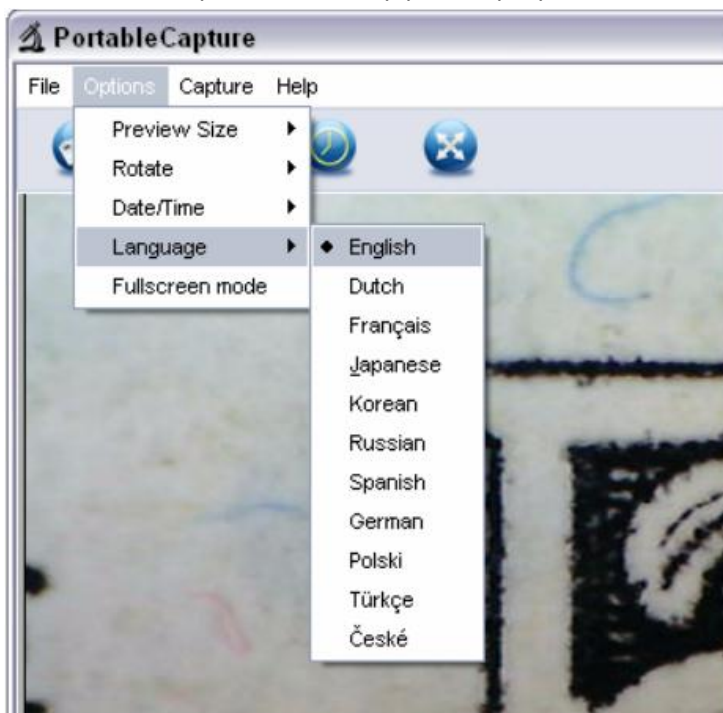 PortableCapture
File Options Capture Help
Preview Size
Rotate
Date/Time
Language
Fullscreen mode
English
Dutch
Français
Japanese
Korean
Russian
Spanish
German
Polski
Türkçe
České